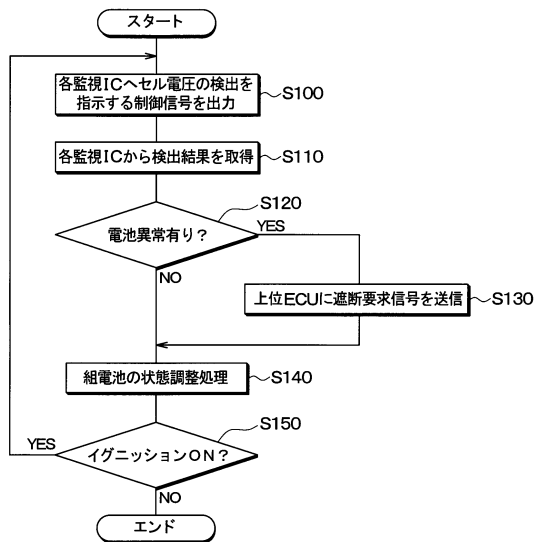 スタート
各監視ICへセル電圧の検出を
指示する制御信号を出力
S100
各監視ICから検出結果を取得
S110
S120
電池異常有り?
YES
NO
上位ECUに遮断要求信号を送信
S130
組電池の状態調整処理
S140
S150
YES
イグニッションON?
NO
エンド